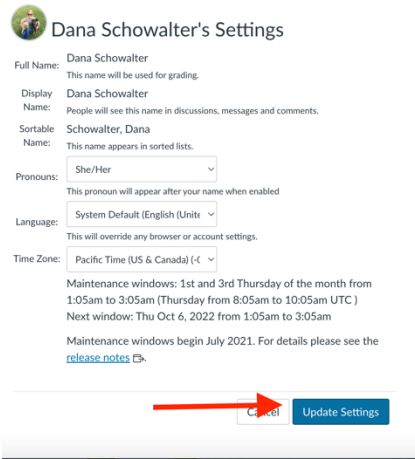 Dana Schowalter's Settings
Full Name: Dana Schowalter
This name will be used for grading.
Display Name: Dana Schowalter
People will see this name in discussions, messages and comments.
Sortable Name: Schowalter, Dana
This name appears in sorted lists.
Pronouns: She/Her
This pronoun will appear after your name when enabled
Language: System Default (English (Unite
This will override any browser or account settings.
Time Zone: Pacific Time (US & Canada) (-0
Maintenance windows: 1st and 3rd Thursday of the month from
1:05am to 3:05am (Thursday from 8:05am to 10:05am UTC )
Next window: Thu Oct 6, 2022 from 1:05am to 3:05am
Maintenance windows begin July 2021. For details please see the
release notes.
Cancel Update Settings